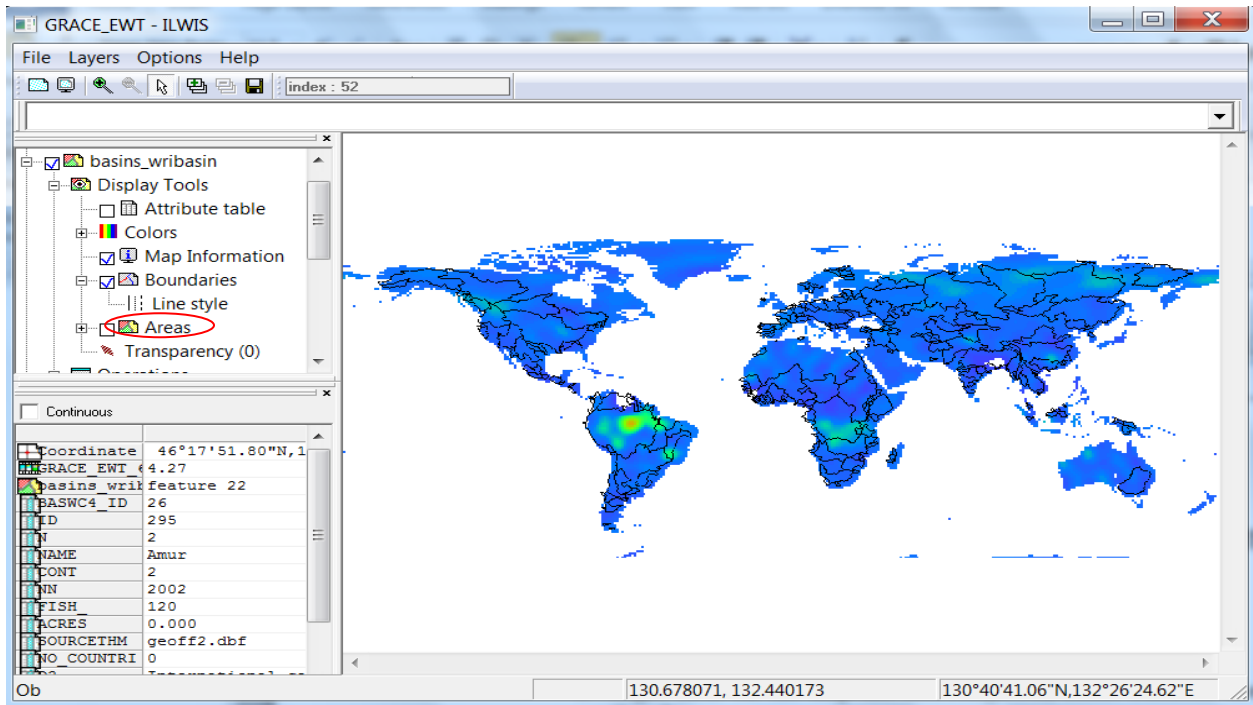 GRACE_EWT - ILWIS
File Layers Options Help
index : 52
basins_wribasin
Display Tools
Attribute table
Colors
Map Information
Boundaries
Line style
Areas
Transparency (0)
Operations
Continuous
Coordinate 46°17'51.80"N,1
GRACE_EWT_ 4.27
basins_wri feature 22
BASWC4_ID 26
ID 295
N 2
NAME Amur
CONT 2
NN 2002
FISH_ 120
ACRES 0.000
SOURCETHM geoff2.dbf
NO_COUNTRI 0
Ob
130.678071, 132.440173
130°40'41.06"N,132°26'24.62"E